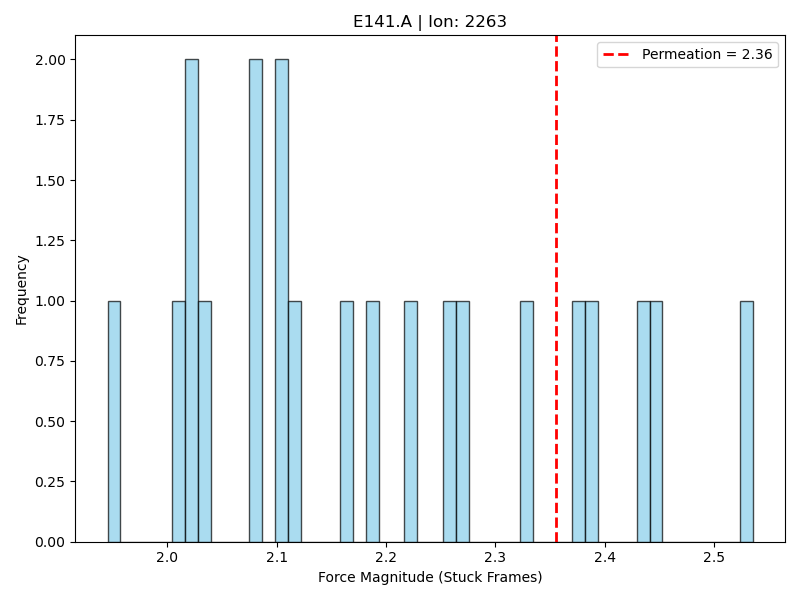 E141.A | lon: 2263
Permeation = 2.36
2.00
1.75
1.50
1.25
1.00
0.75
0.50
0.25
0.00
Frequency
2.0 2.1 2.2 2.3 2.4 2.5
Force Magnitude (Stuck Frames)